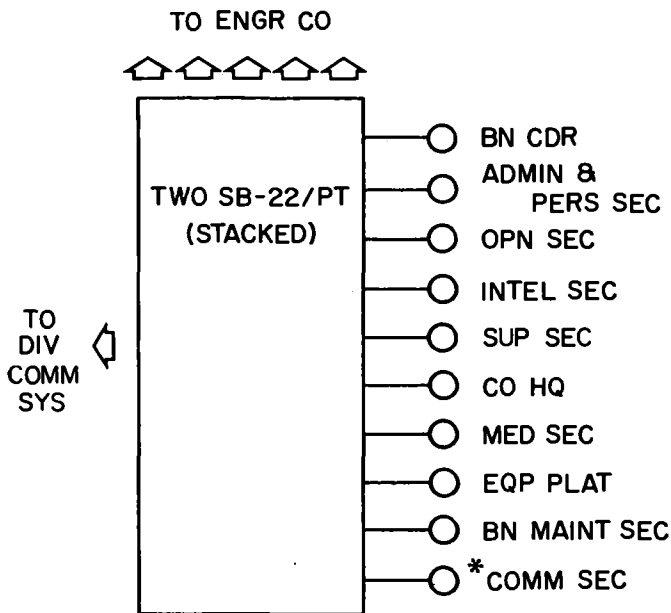 TO ENGR CO
TWO SB-22/PT
(STACKED)
TO
DIV
COMM
SYS
BN CDR
ADMIN &
PERS SEC
OPN SEC
INTEL SEC
SUP SEC
CO HQ
MED SEC
EQP PLAT
BN MAINT SEC
*COMM SEC